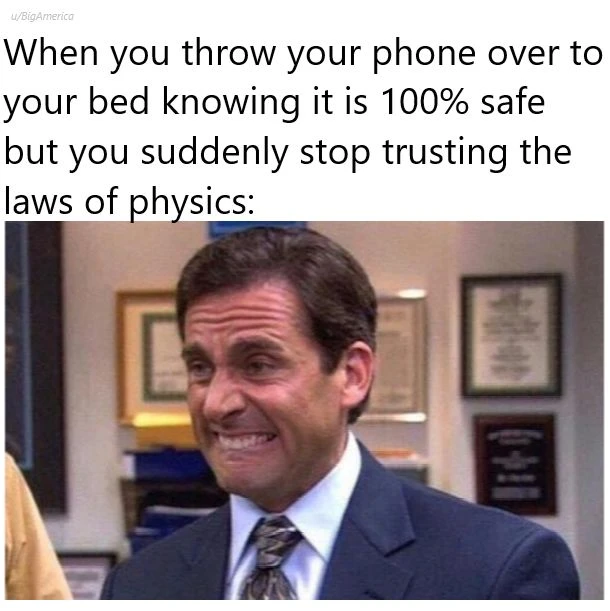 u/BigAmerica
When you throw your phone over to
your bed knowing it is 100% safe
but you suddenly stop trusting the
laws of physics: